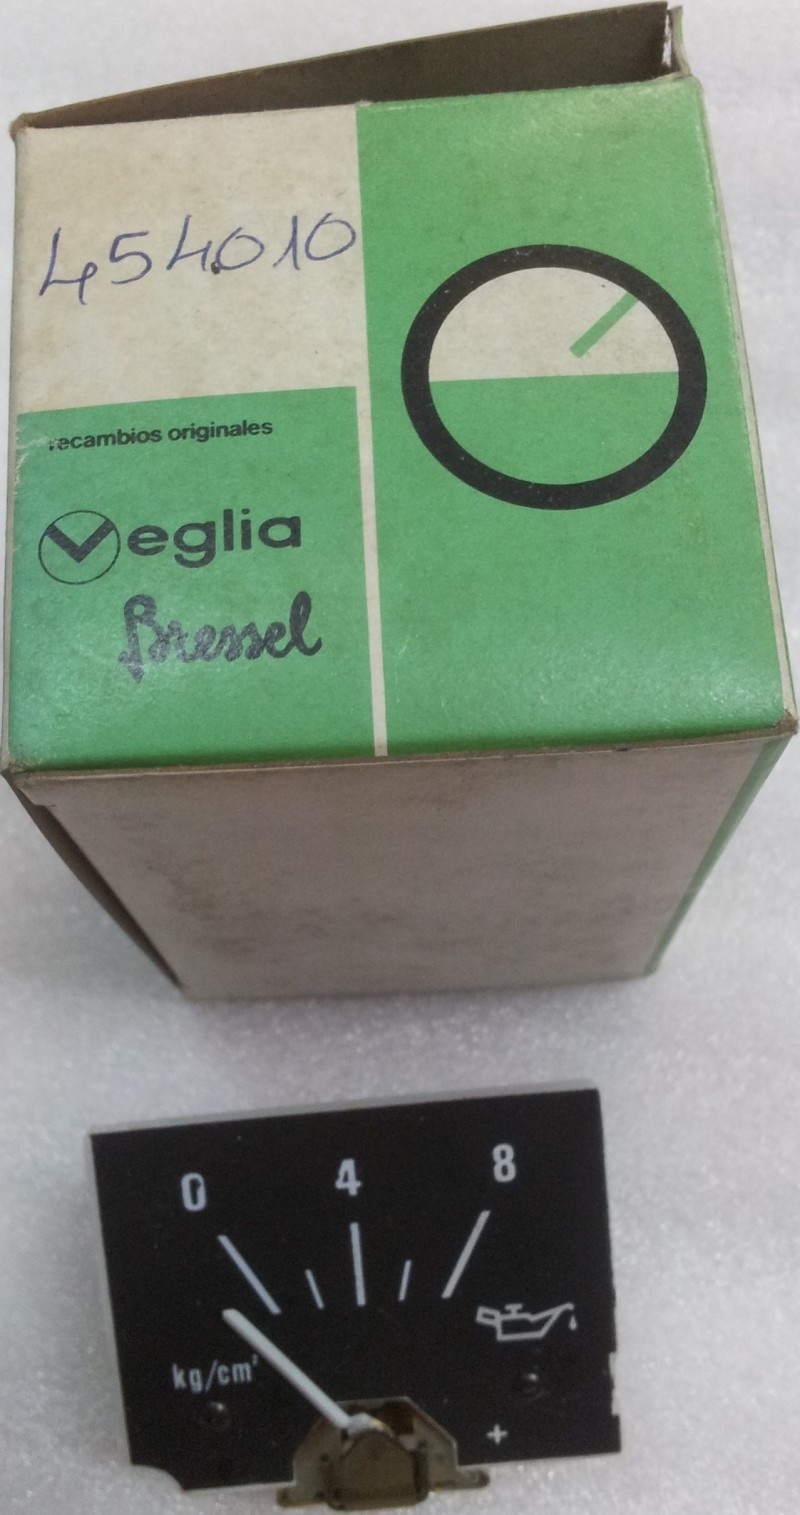 454010
recambios originales
Veglia
Bressel
0 4 8
kg/cm²
+